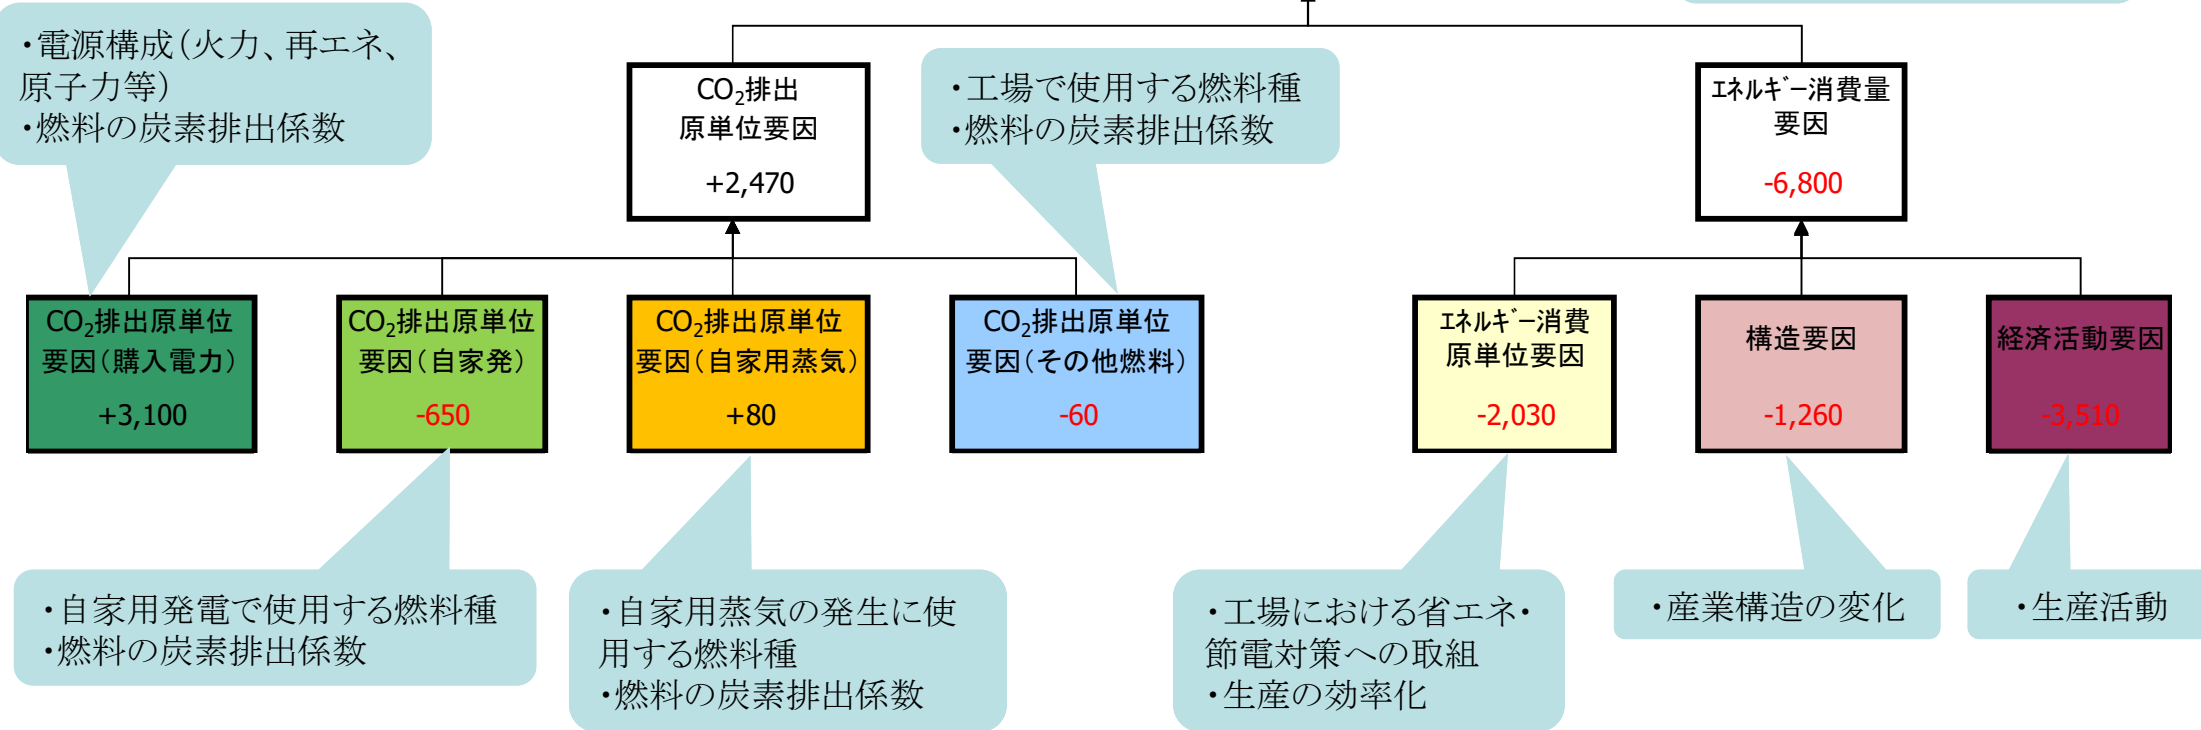 ・電源構成(火力、再エネ、
原子力等)
・燃料の炭素排出係数
CO₂排出
原単位要因
+2,470
・工場で使用する燃料種
・燃料の炭素排出係数
ｴﾈﾙｷﾞｰ消費量
要因
-6,800
CO₂排出原単位
要因(購入電力)
+3,100
CO₂排出原単位
要因(自家発)
-650
CO₂排出原単位
要因(自家用蒸気)
+80
CO₂排出原単位
要因(その他燃料)
-60
ｴﾈﾙｷﾞｰ消費
原単位要因
-2,030
構造要因
-1,260
経済活動要因
-3,510
・自家用発電で使用する燃料種
・燃料の炭素排出係数
・自家用蒸気の発生に使
用する燃料種
・燃料の炭素排出係数
・工場における省エネ・
節電対策への取組
・生産の効率化
・産業構造の変化
・生産活動